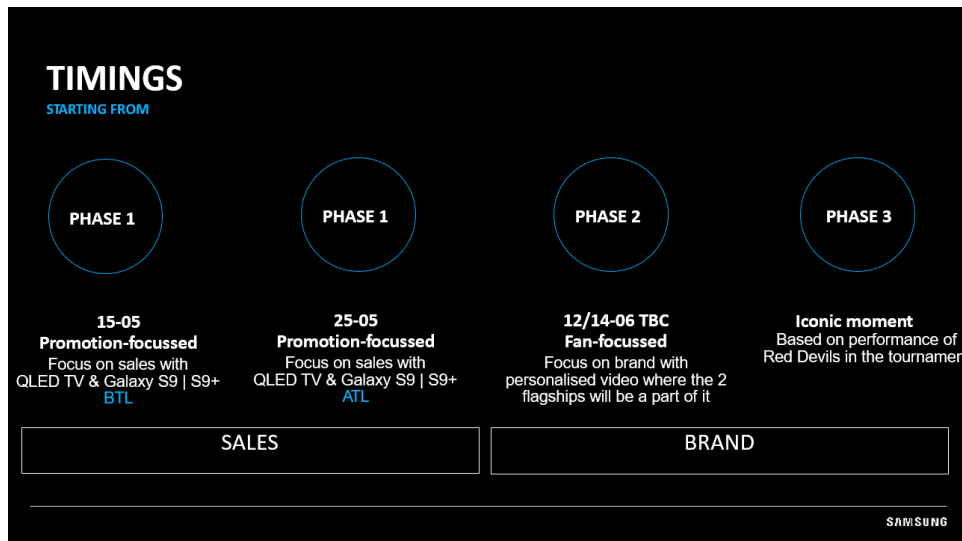 TIMINGS
STARTING FROM
PHASE 1
PHASE 1
PHASE 2
PHASE 3
15-05
Promotion-focussed
Focus on sales with
QLED TV & Galaxy S9 | S9+
BTL
25-05
Promotion-focussed
Focus on sales with
QLED TV & Galaxy S9 | S9+
ATL
12/14-06 TBC
Fan-focussed
Focus on brand with
personalised video where the 2
flagships will be a part of it
Iconic moment
Based on performance of
Red Devils in the tournamen
SALES
BRAND
SAMSUNG